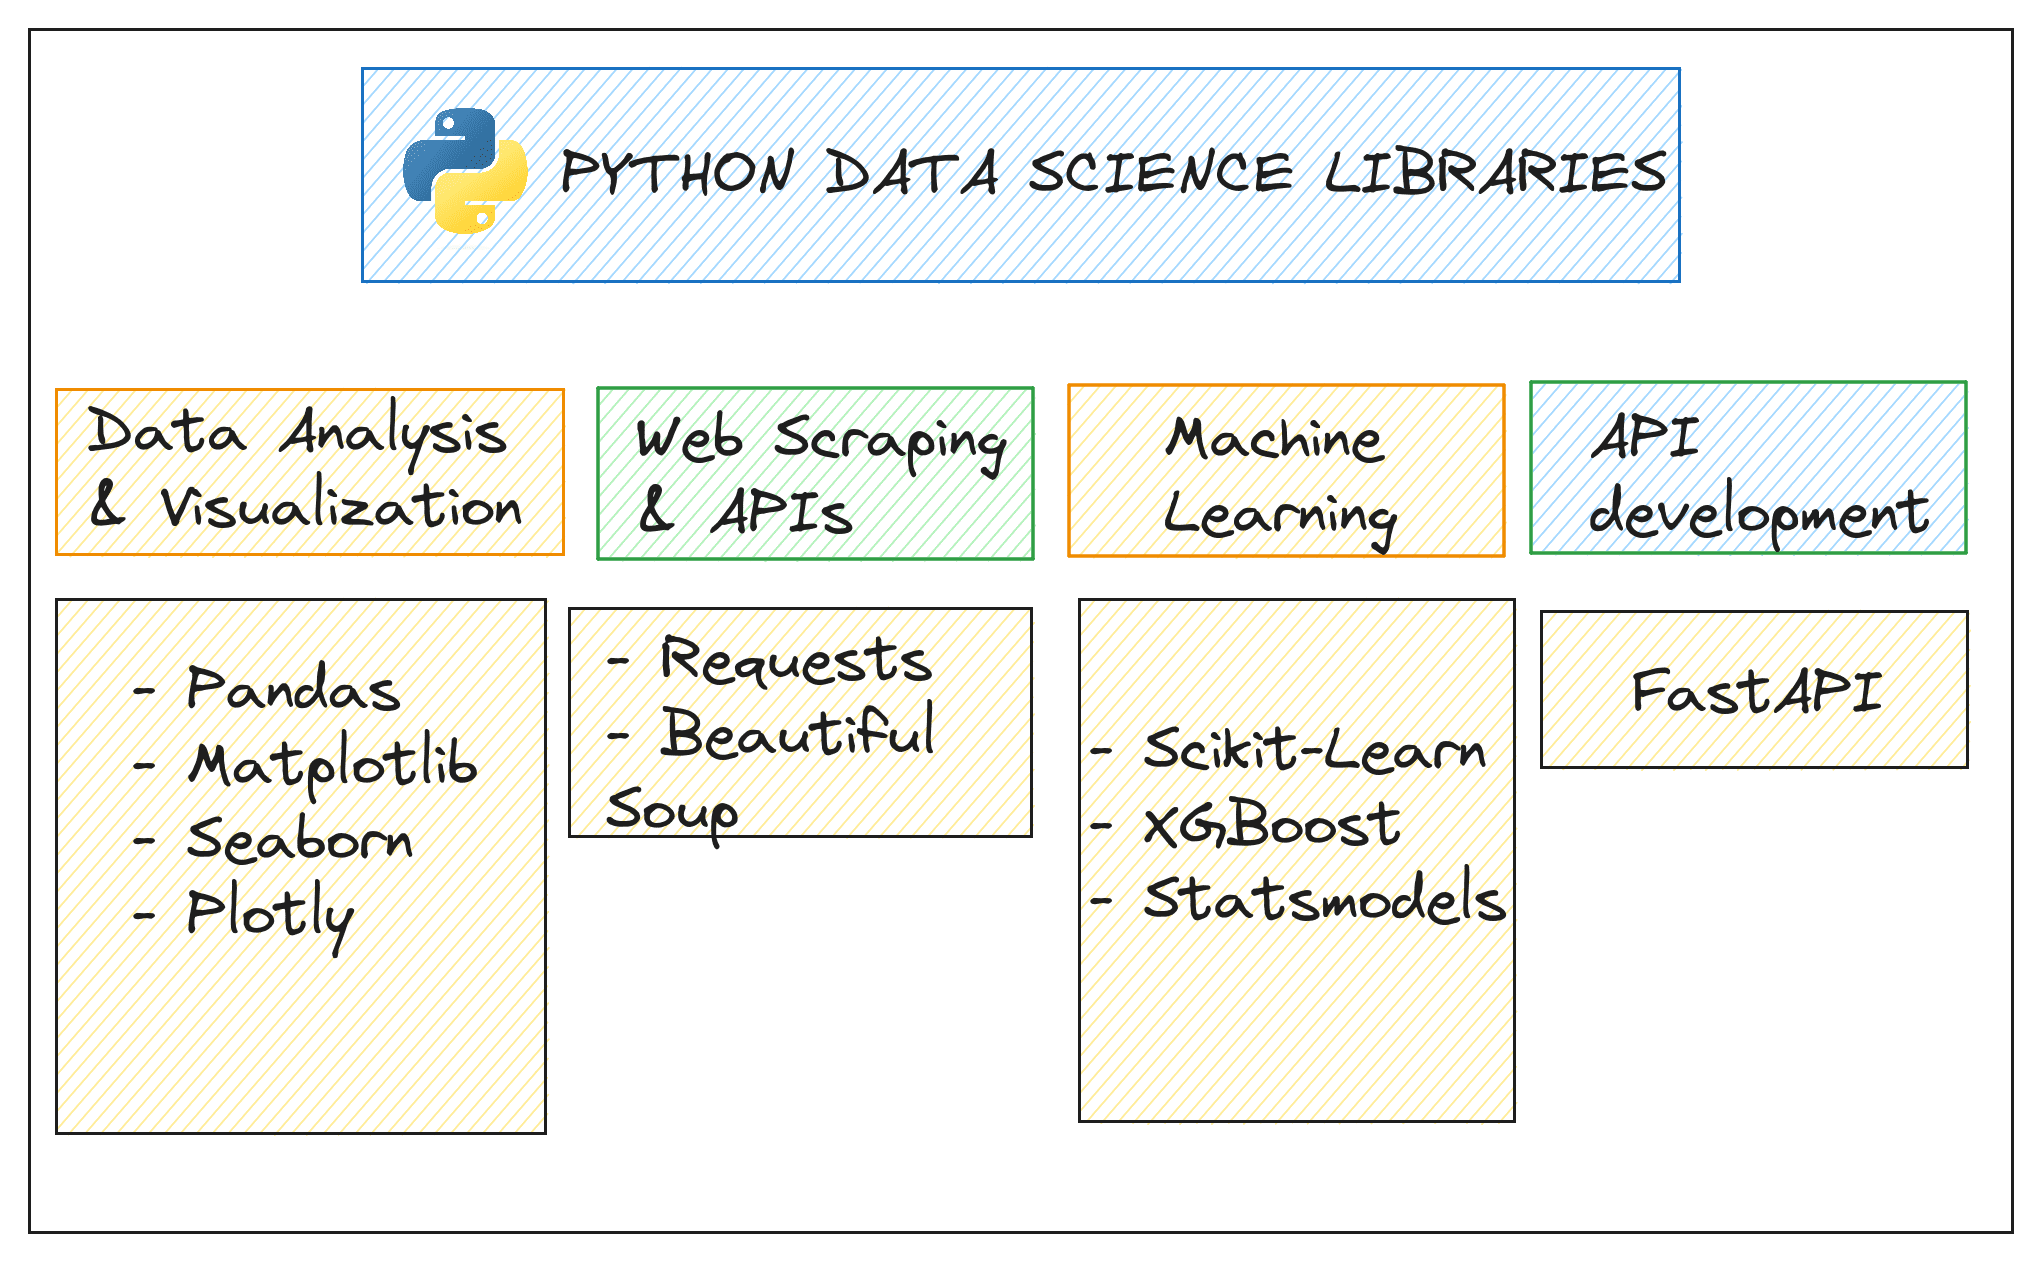 PYTHON DATA SCIENCE LIBRARIES
Data Analysis
& Visualization
Web Scraping
& APIs
Machine
Learning
API
development
- Pandas
- Matplotlib
- Seaborn
- Plotly
- Requests
- Beautiful
Soup
- Scikit-Learn
- XGBoost
- Statsmodels
FastAPI